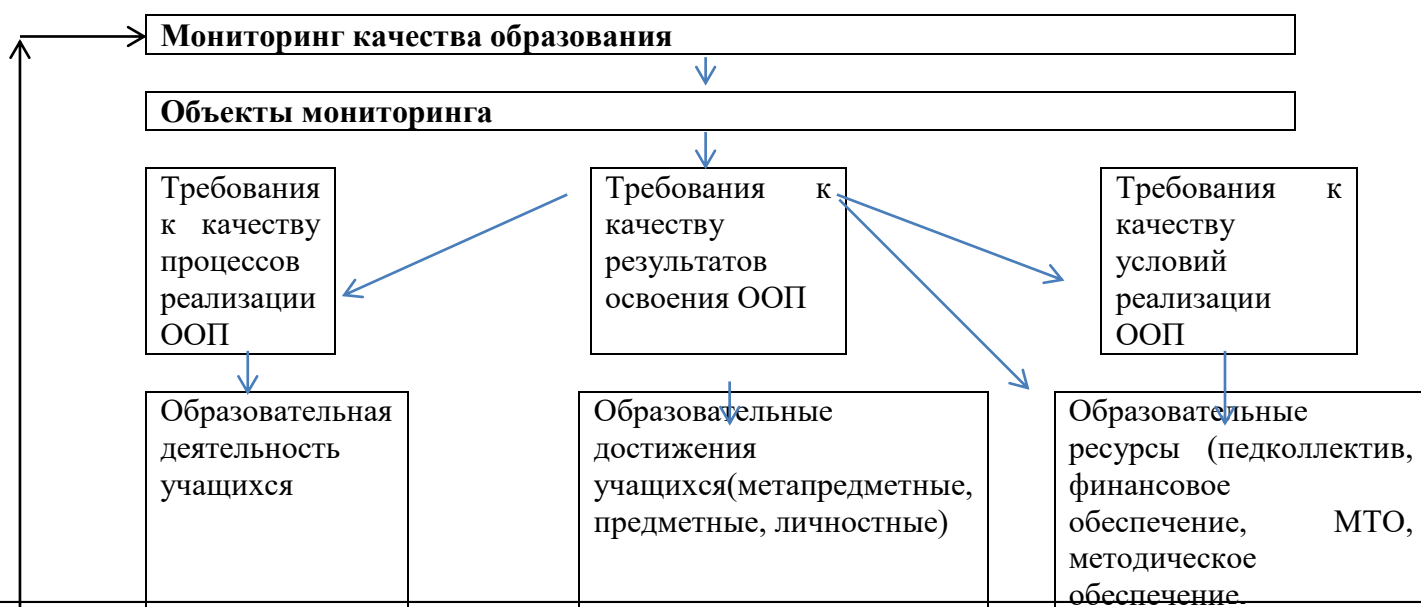 Мониторинг качества образования
Объекты мониторинга
Требования
к качеству
процессов
реализации
ООП
Требования к
качеству
результатов
освоения ООП
Требования к
качеству
условий
реализации
ООП
Образовательная
деятельность
учащихся
Образовательные
достижения
учащихся(метапредметные,
предметные, личностные)
Образовательные
ресурсы (педколлектив,
финансовое
обеспечение, МТО,
методическое
обеспечение.